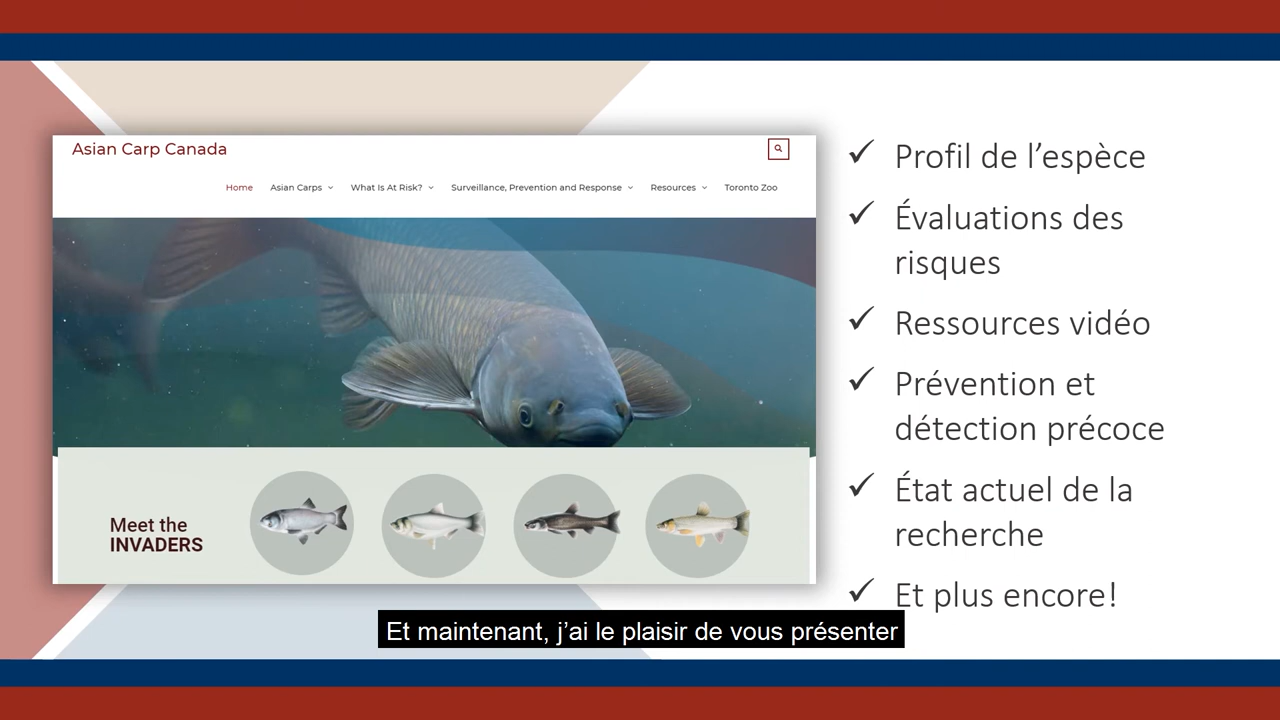 Asian Carp Canada
Home
Asian Carps
What Is At Risk?
Surveillance, Prevention and Response
Resources
Toronto Zoo
Meet the
INVADERS
Profil de l’espèce
Évaluations des
risques
Ressources vidéo
Prévention et
détection précoce
État actuel de la
recherche
Et plus encore!
Et maintenant, j’ai le plaisir de vous présenter